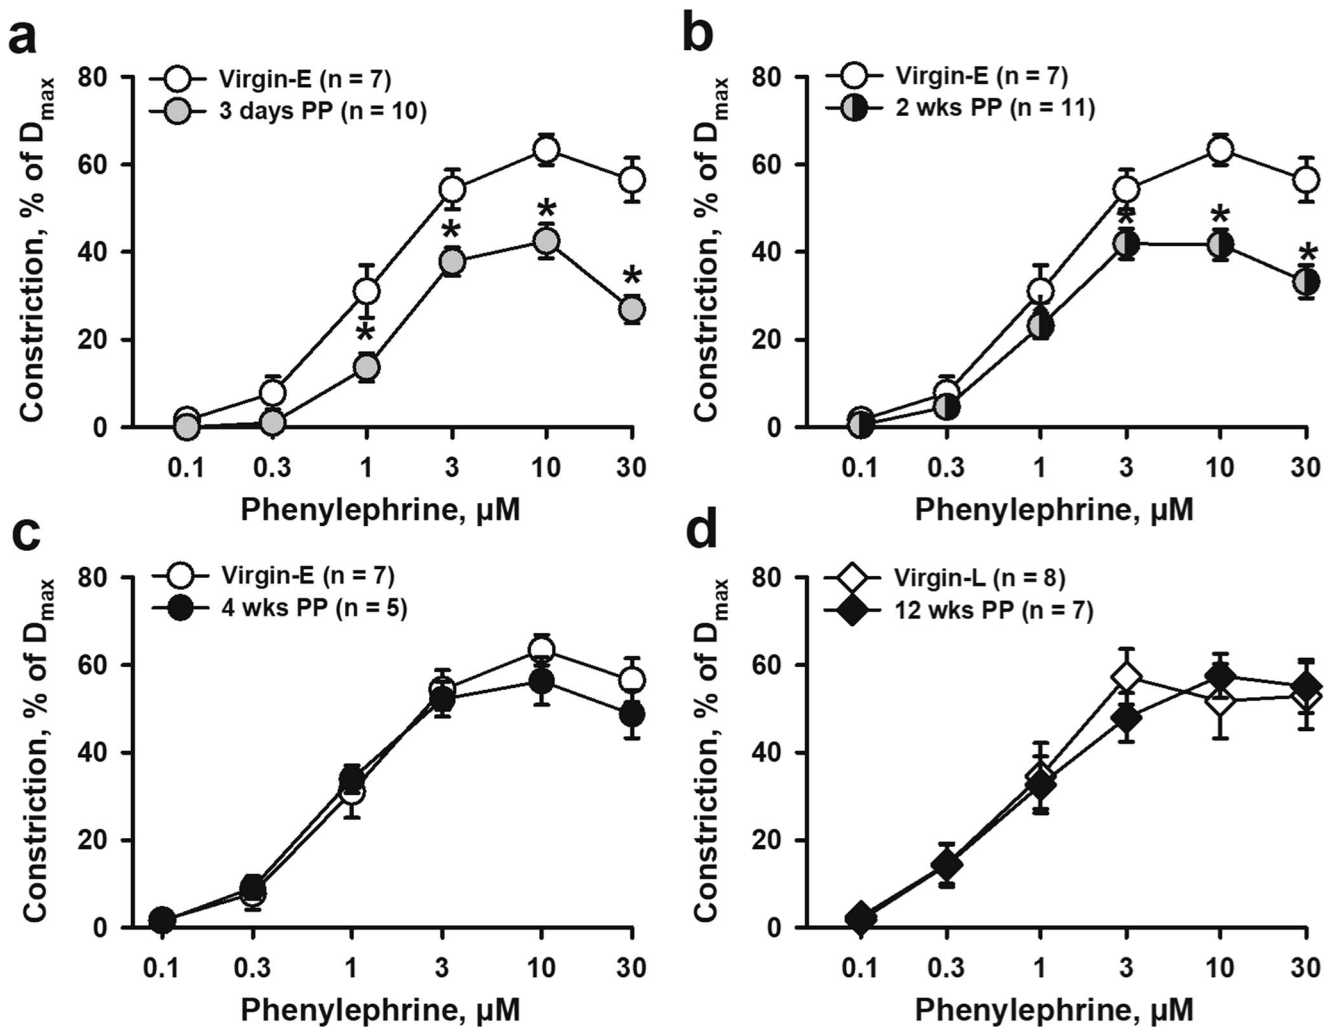 a
Constriction, % of Dmax
80
60
40
20
0
Virgin-E (n = 7)
3 days PP (n = 10)
*
*
*
*
0.1 0.3 1 3 10 30
Phenylephrine, µM
b
Constriction, % of Dmax
80
60
40
20
0
Virgin-E (n = 7)
2 wks PP (n = 11)
*
*
*
0.1 0.3 1 3 10 30
Phenylephrine, µM
c
Constriction, % of Dmax
80
60
40
20
0
Virgin-E (n = 7)
4 wks PP (n = 5)
0.1 0.3 1 3 10 30
Phenylephrine, µM
d
Constriction, % of Dmax
80
60
40
20
0
Virgin-L (n = 8)
12 wks PP (n = 7)
0.1 0.3 1 3 10 30
Phenylephrine, µM